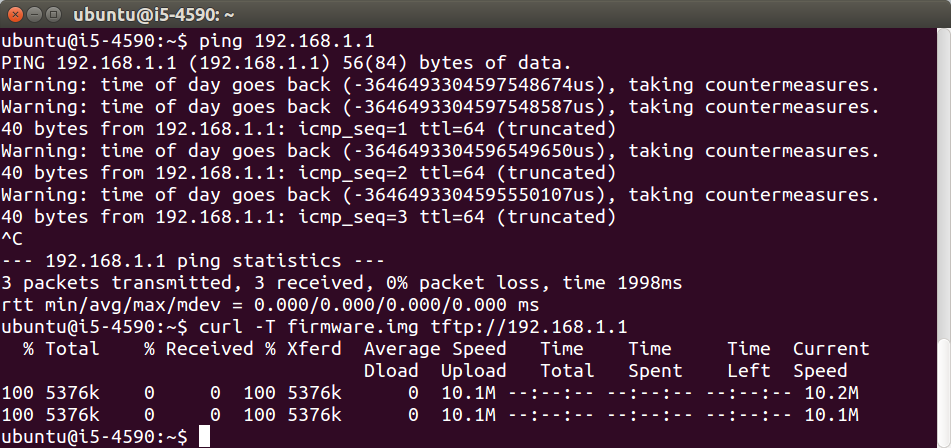 ubuntu@i5-4590: ~
ubuntu@i5-4590:~$ ping 192.168.1.1
PING 192.168.1.1 (192.168.1.1) 56(84) bytes of data.
Warning: time of day goes back (-3646493304597548674us), taking countermeasures.
Warning: time of day goes back (-3646493304597548587us), taking countermeasures.
40 bytes from 192.168.1.1: icmp_seq=1 ttl=64 (truncated)
Warning: time of day goes back (-3646493304596549650us), taking countermeasures.
40 bytes from 192.168.1.1: icmp_seq=2 ttl=64 (truncated)
Warning: time of day goes back (-3646493304595550107us), taking countermeasures.
40 bytes from 192.168.1.1: icmp_seq=3 ttl=64 (truncated)
^C
--- 192.168.1.1 ping statistics ---
3 packets transmitted, 3 received, 0% packet loss, time 1998ms
rtt min/avg/max/mdev = 0.000/0.000/0.000/0.000 ms
ubuntu@i5-4590:~$ curl -T firmware.img tftp://192.168.1.1
  % Total    % Received % Xferd  Average Speed   Time    Time     Time  Current
                                 Dload  Upload   Total   Spent    Left  Speed
100 5376k    0     0  100 5376k      0  10.1M --:--:-- --:--:-- --:--:-- 10.2M
100 5376k    0     0  100 5376k      0  10.1M --:--:-- --:--:-- --:--:-- 10.1M
ubuntu@i5-4590:~$